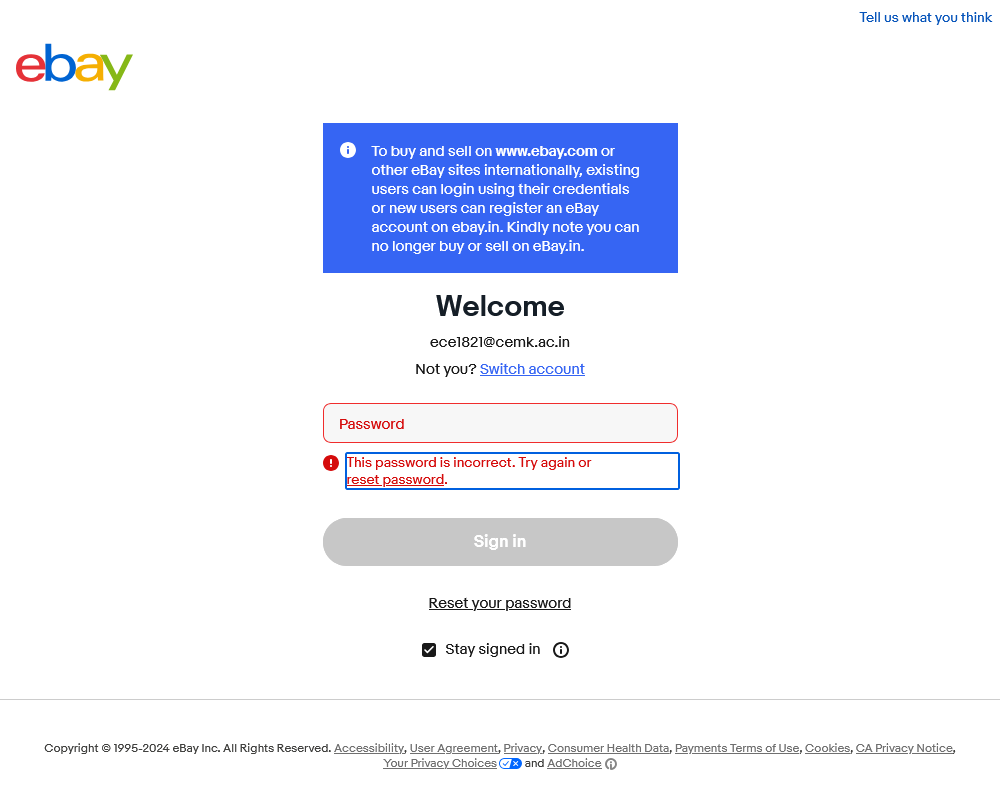 Tell us what you think
ebay
To buy and sell on www.ebay.com or
other eBay sites internationally, existing
users can login using their credentials
or new users can register an eBay
account on ebay.in. Kindly note you can
no longer buy or sell on eBay.in.
Welcome
ece1821@cemk.ac.in
Not you? Switch account
Password
This password is incorrect. Try again or
reset password.
Sign in
Reset your password
Stay signed in
Copyright © 1995-2024 eBay Inc. All Rights Reserved. Accessibility, User Agreement, Privacy, Consumer Health Data, Payments Terms of Use, Cookies, CA Privacy Notice,
Your Privacy Choices and AdChoice